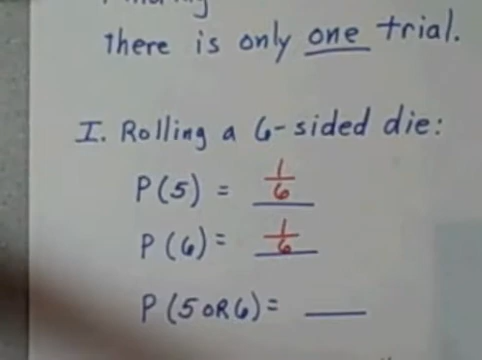 there is only one trial.
I. Rolling a 6-sided die:
P(5) = 1/6
P(6) = 1/6
P(5 OR 6) = ___